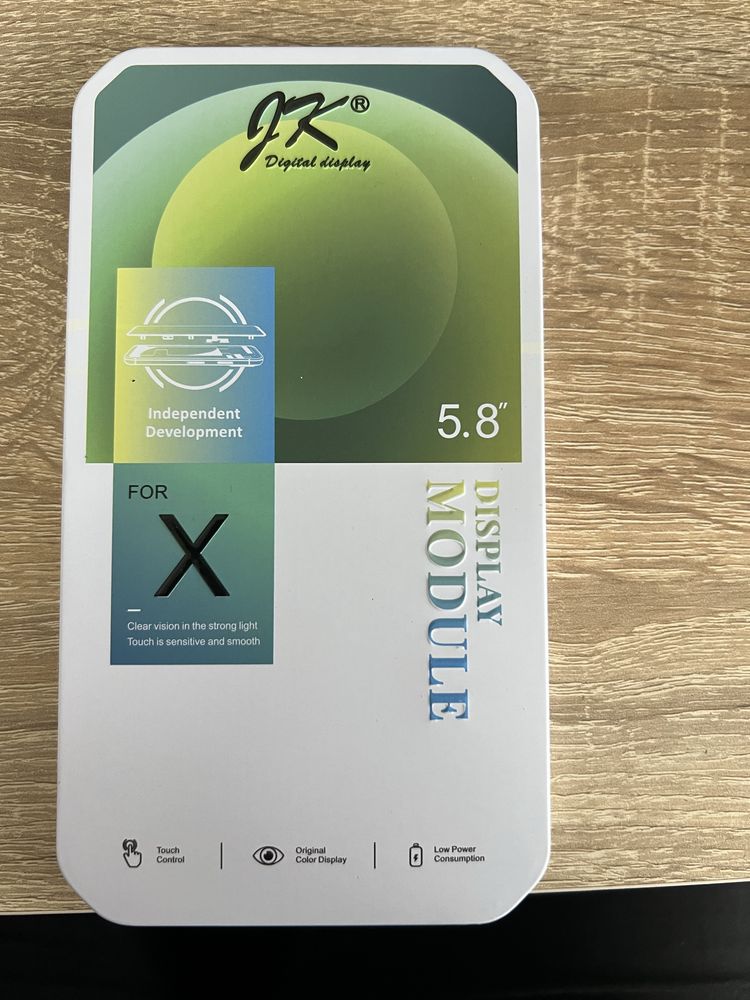 JK®
Digital display
Independent
Development
5.8"
FOR
X
Clear vision in the strong light
Touch is sensitive and smooth
DISPLAY
MODULE
Touch
Control
Original
Color Display
Low Power
Consumption